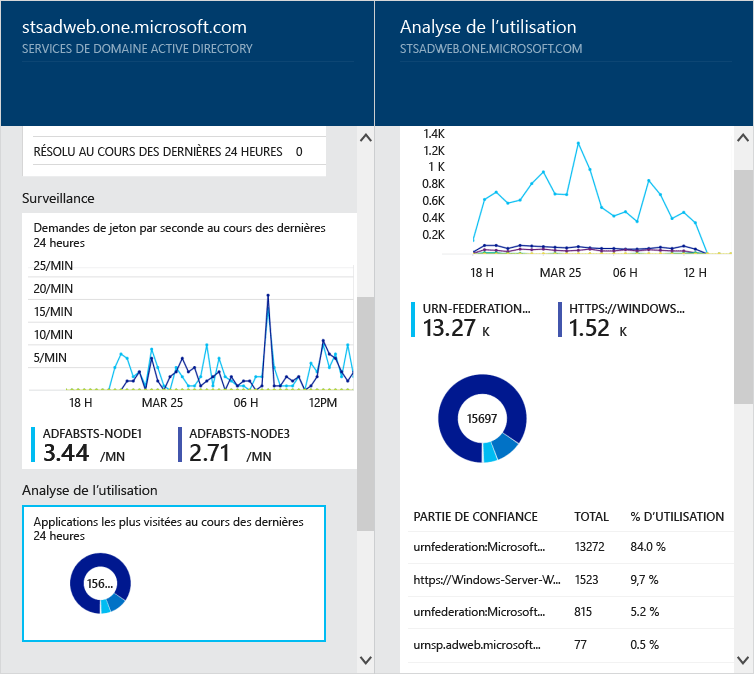 stsadweb.one.microsoft.com
SERVICES DE DOMAINE ACTIVE DIRECTORY
RÉSOLU AU COURS DES DERNIÈRES 24 HEURES 0
Surveillance
Demandes de jeton par seconde au cours des dernières
24 heures
25/MIN
20/MIN
15/MIN
10/MIN
5/MIN
18 H MAR 25 06 H 12PM
ADFABSTS-NODE1
3.44 /MN
ADFABSTS-NODE3
2.71 /MN
Analyse de l’utilisation
Applications les plus visitées au cours des dernières
24 heures
156...
Analyse de l’utilisation
STSADWEB.ONE.MICROSOFT.COM
1.4K
1.2K
1 K
0.8K
0.6K
0.4K
0.2K
18 H MAR 25 06 H 12 H
URN-FEDERATION...
13.27 K
HTTPS://WINDOWS...
1.52 K
15697
PARTIE DE CONFIANCE TOTAL % D’UTILISATION
urnfederation:Microsoft... 13272 84.0 %
https://Windows-Server-W... 1523 9,7 %
urnfederation:Microsoft... 815 5.2 %
urnsp.adweb.microsoft... 77 0.5 %